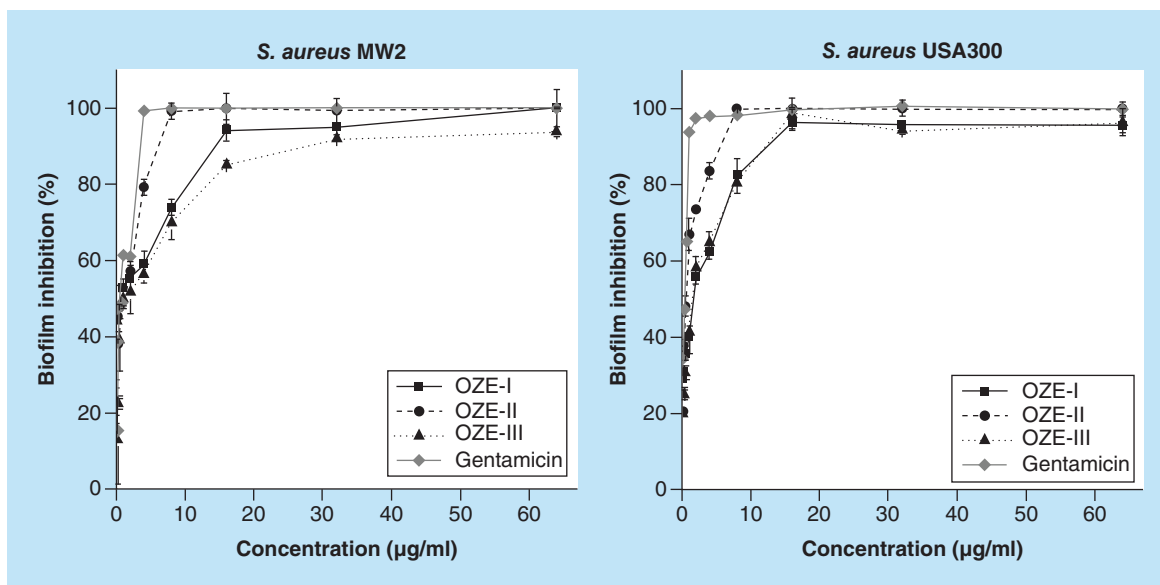 S. aureus MW2
Biofilm inhibition (%)
100
80
60
40
20
0
OZE-I
OZE-II
OZE-III
Gentamicin
0 10 20 30 40 50 60
Concentration (µg/ml)
S. aureus USA300
Biofilm inhibition (%)
100
80
60
40
20
0
OZE-I
OZE-II
OZE-III
Gentamicin
0 10 20 30 40 50 60
Concentration (µg/ml)